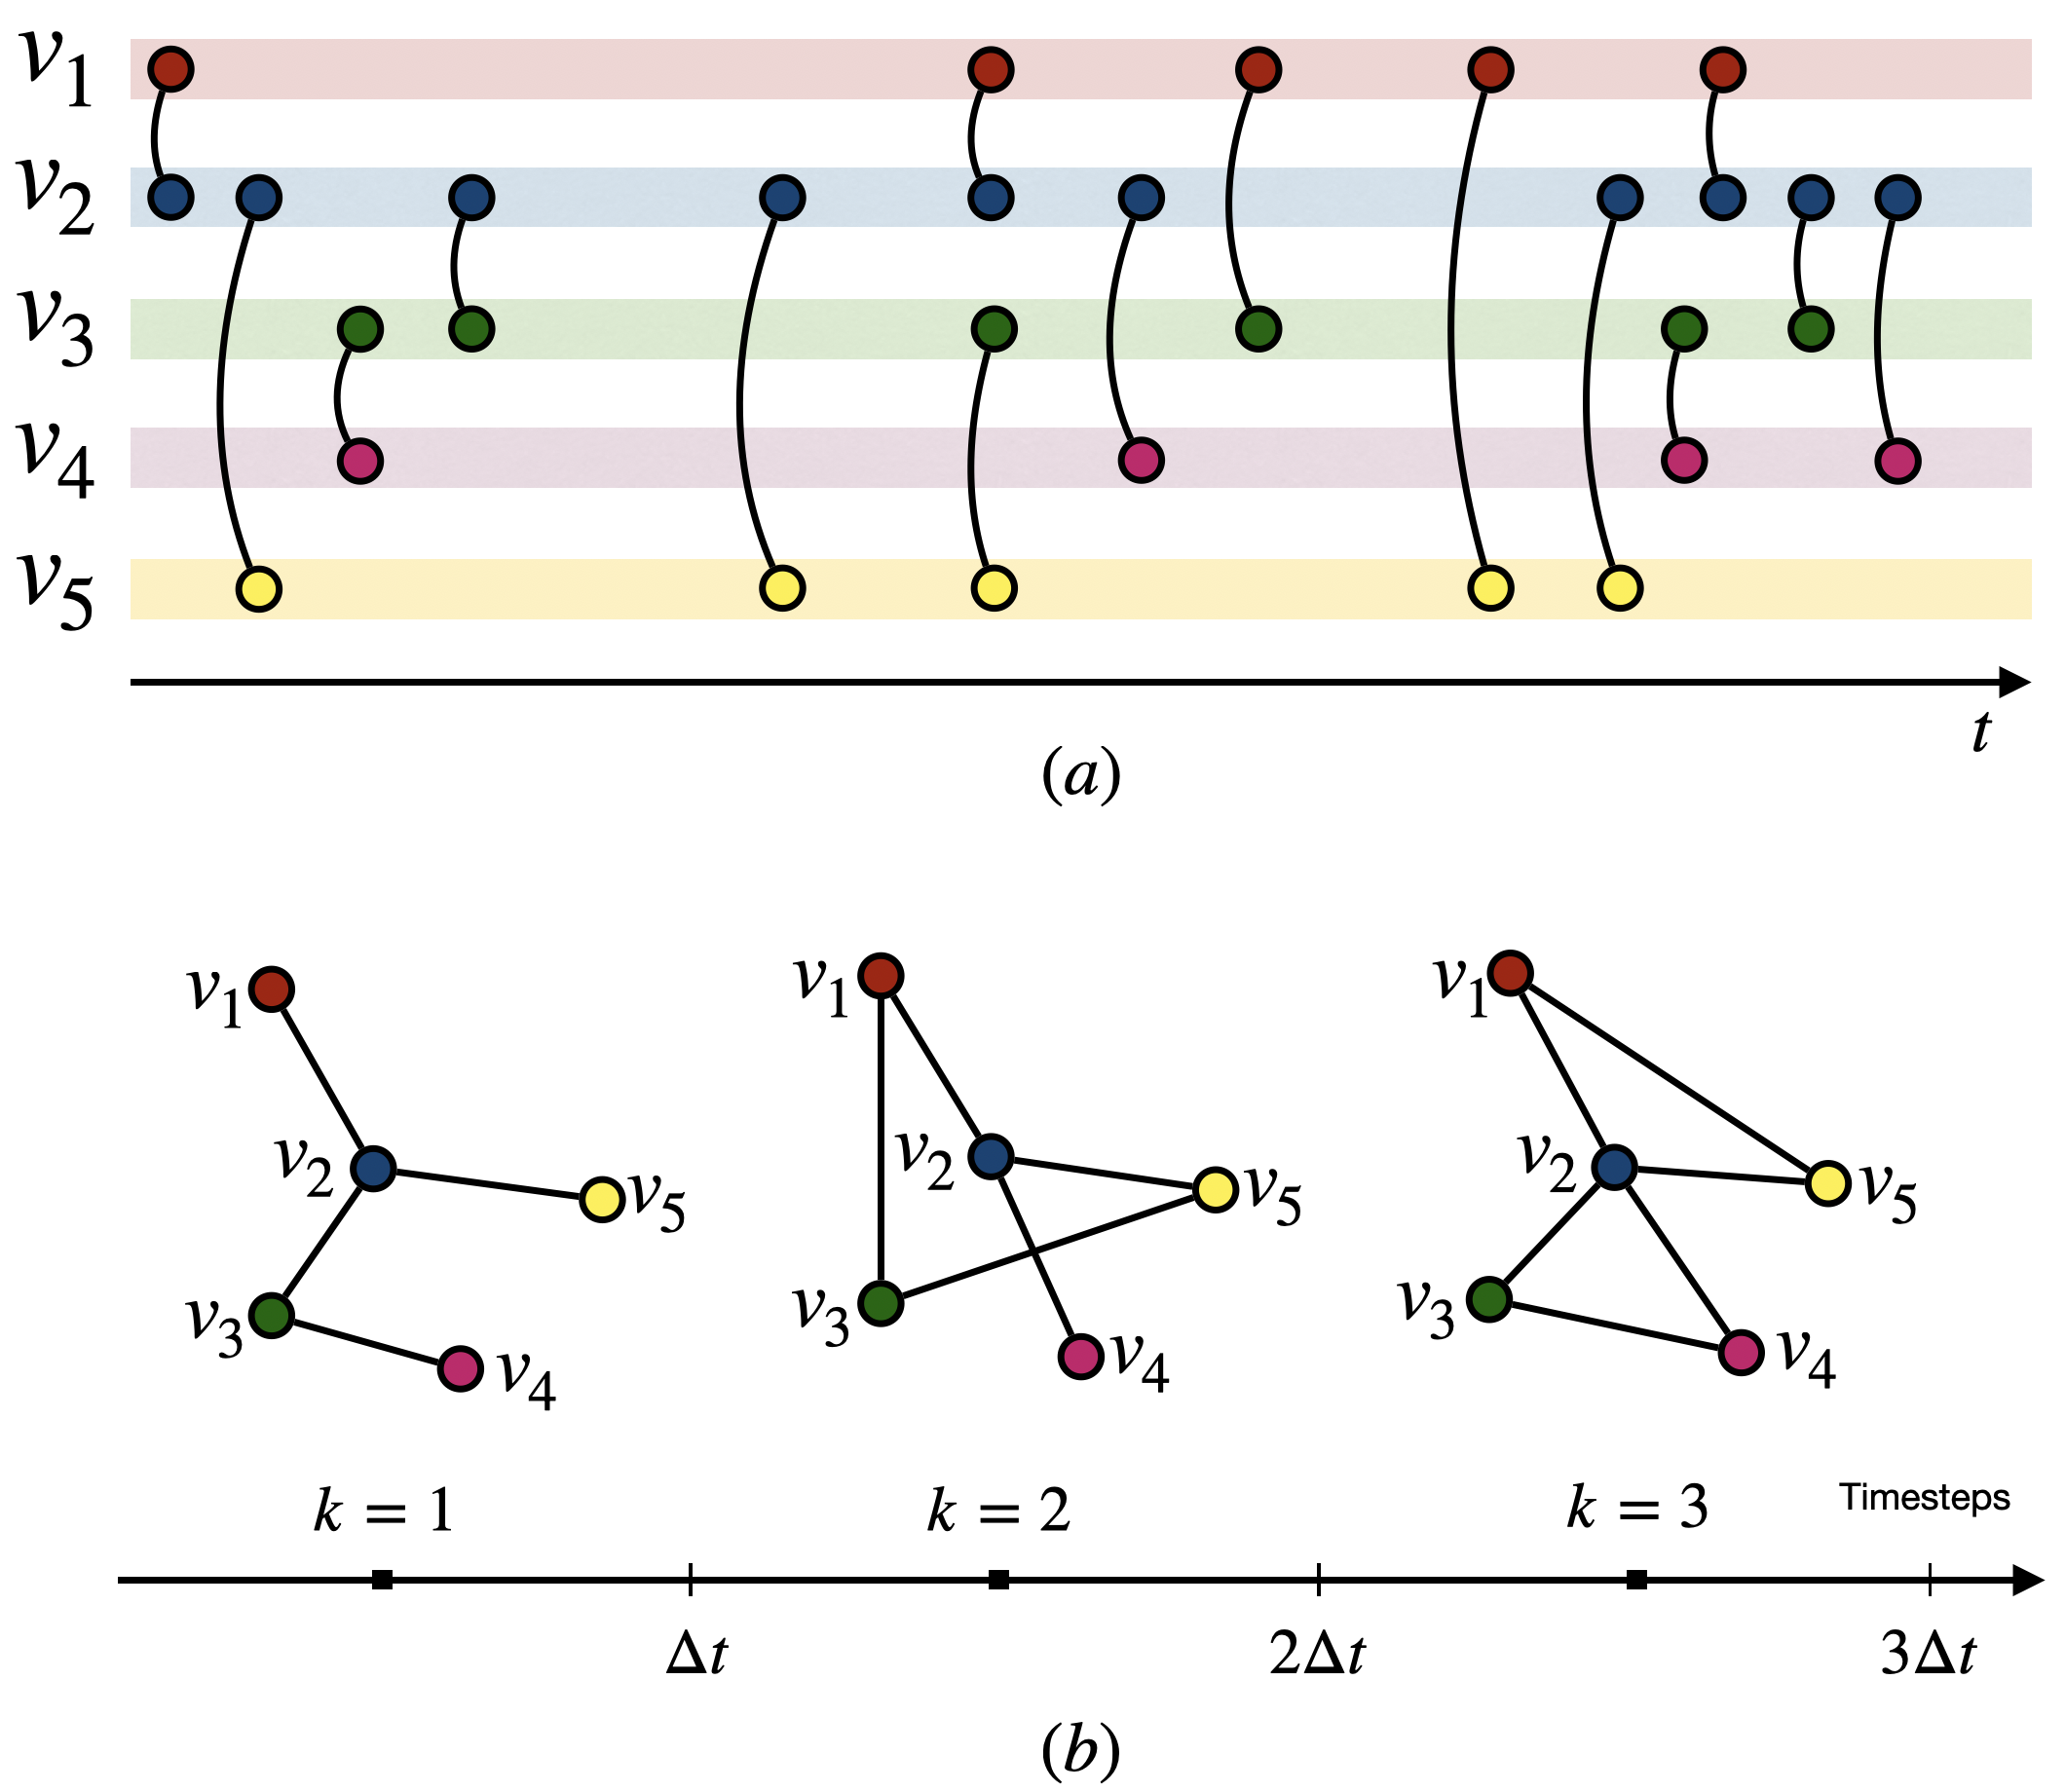 v1
v2
v3
v4
v5
t
(a)
v1
v2
v3
v4
v5
v1
v2
v3
v4
v5
v1
v2
v3
v4
v5
k = 1
k = 2
k = 3
Timesteps
Δt
2Δt
3Δt
(b)